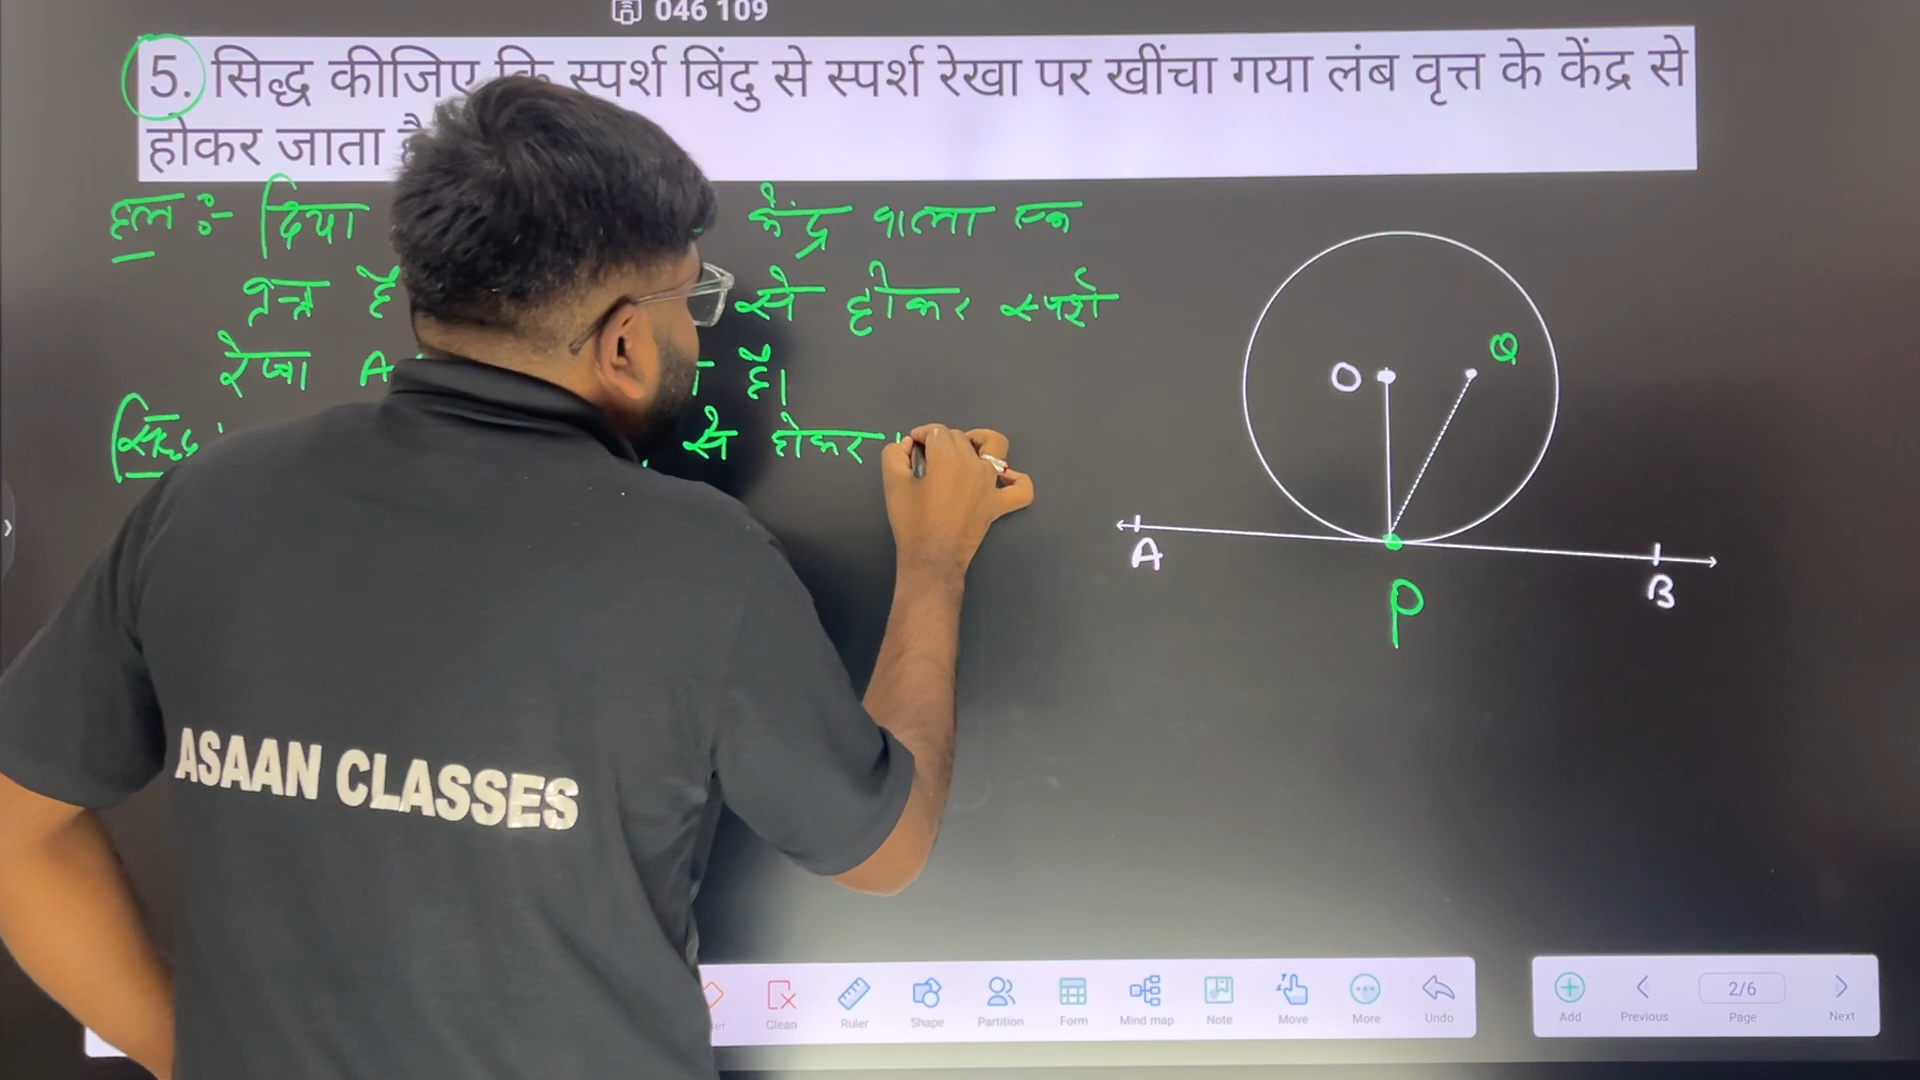 046 109
5. सिद्ध कीजिए कि स्पर्श बिंदु से स्पर्श रेखा पर खींचा गया लंब वृत्त के केंद्र से
होकर जाता
हल :- दिया केंद्र वाला एक
वृत्त है से होकर स्पर्श
रेखा A है।
सिद्ध से होकर
O
Q
A
B
P
ASAAN CLASSES
Clean
Ruler
Shape
Partition
Form
Mind map
Note
Move
More
Undo
Add
Previous
2/6
Page
Next